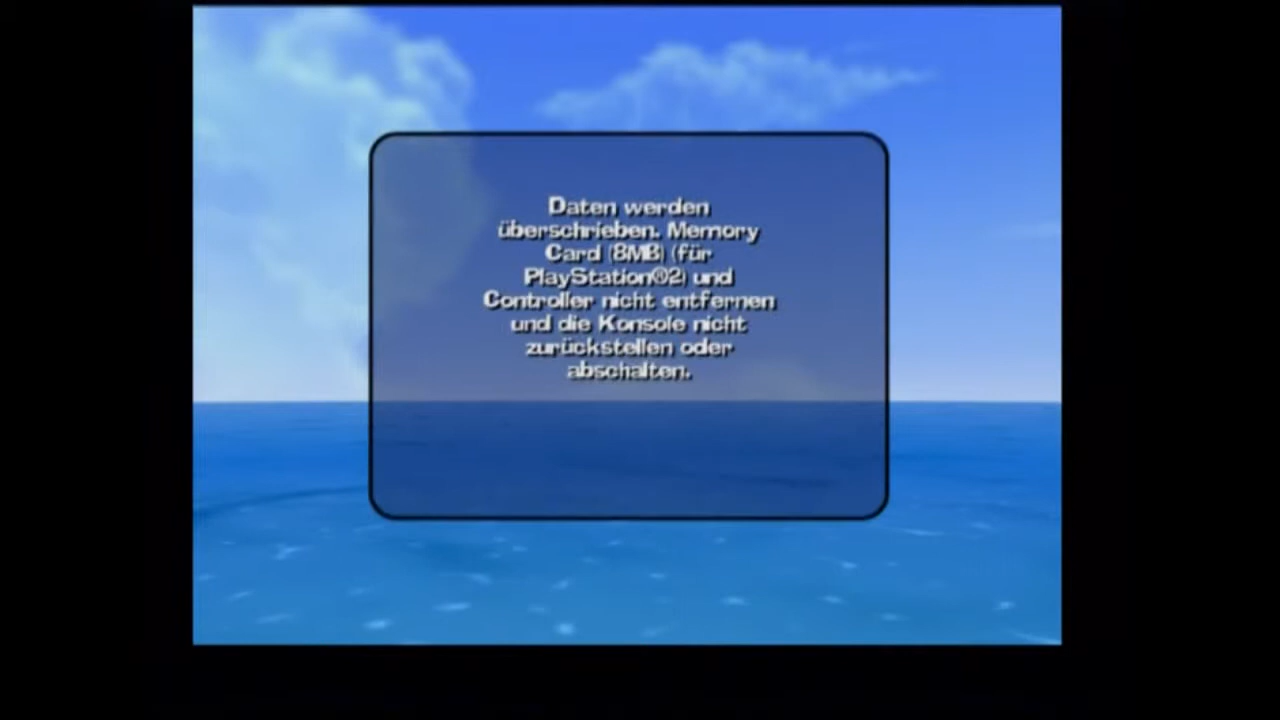 Daten werden
überschrieben. Memory
Card (8MB) (für
PlayStation®2) und
Controller nicht entfernen
und die Konsole nicht
zurückstellen oder
abschalten.